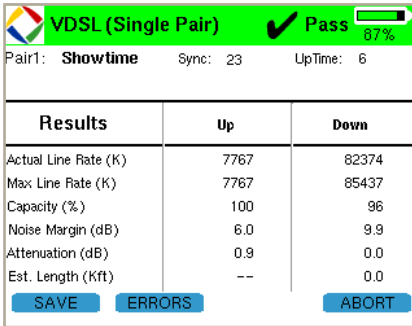 VDSL (Single Pair) Pass 87%
Pair1: Showtime Sync: 23 UpTime: 6
Results Up Down
Actual Line Rate (K) 7767 82374
Max Line Rate (K) 7767 85437
Capacity (%) 100 96
Noise Margin (dB) 6.0 9.9
Attenuation (dB) 0.9 0.0
Est. Length (Kft) -- 0.0
SAVE ERRORS ABORT